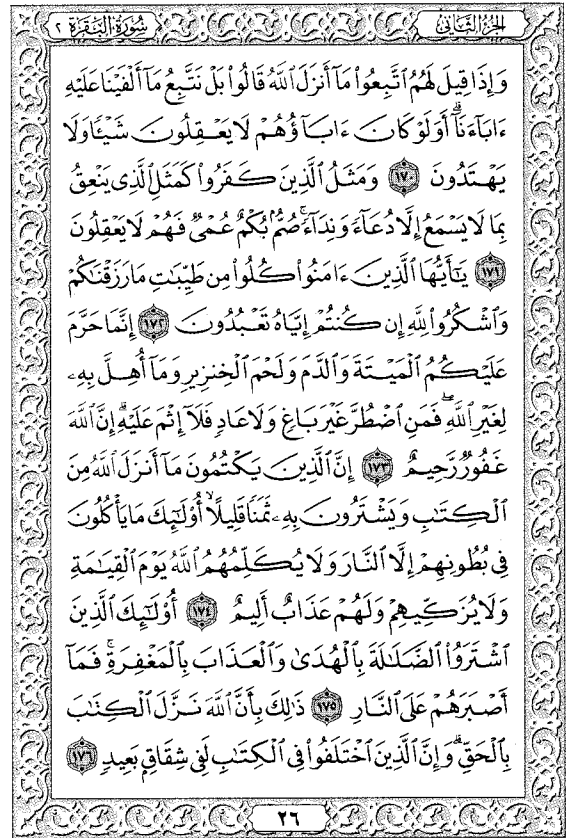 الجزء الثاني سورة البقرة ٢
وَإِذَا قِيلَ لَهُمُ ٱتَّبِعُوا۟ مَآ أَنزَلَ ٱللَّهُ قَالُوا۟ بَلْ نَتَّبِعُ مَآ أَلْفَيْنَا عَلَيْهِ
ءَابَآءَنَآ ۗ أَوَلَوْ كَانَ ءَابَآؤُهُمْ لَا يَعْقِلُونَ شَيْـًٔا وَلَا
يَهْتَدُونَ ١٧٠ وَمَثَلُ ٱلَّذِينَ كَفَرُوا۟ كَمَثَلِ ٱلَّذِى يَنْعِقُ
بِمَا لَا يَسْمَعُ إِلَّا دُعَآءً وَنِدَآءً ۚ صُمٌّۢ بُكْمٌ عُمْىٌ فَهُمْ لَا يَعْقِلُونَ
١٧١ يَـٰٓأَيُّهَا ٱلَّذِينَ ءَامَنُوا۟ كُلُوا۟ مِن طَيِّبَـٰتِ مَا رَزَقْنَـٰكُمْ
وَٱشْكُرُوا۟ لِلَّهِ إِن كُنتُمْ إِيَّاهُ تَعْبُدُونَ ١٧٢ إِنَّمَا حَرَّمَ
عَلَيْكُمُ ٱلْمَيْتَةَ وَٱلدَّمَ وَلَحْمَ ٱلْخِنزِيرِ وَمَآ أُهِلَّ بِهِۦ
لِغَيْرِ ٱللَّهِ ۖ فَمَنِ ٱضْطُرَّ غَيْرَ بَاغٍ وَلَا عَادٍ فَلَآ إِثْمَ عَلَيْهِ ۚ إِنَّ ٱللَّهَ
غَفُورٌ رَّحِيمٌ ١٧٣ إِنَّ ٱلَّذِينَ يَكْتُمُونَ مَآ أَنزَلَ ٱللَّهُ مِنَ
ٱلْكِتَـٰبِ وَيَشْتَرُونَ بِهِۦ ثَمَنًا قَلِيلًا ۙ أُو۟لَـٰٓئِكَ مَا يَأْكُلُونَ
فِى بُطُونِهِمْ إِلَّا ٱلنَّارَ وَلَا يُكَلِّمُهُمُ ٱللَّهُ يَوْمَ ٱلْقِيَـٰمَةِ
وَلَا يُزَكِّيهِمْ وَلَهُمْ عَذَابٌ أَلِيمٌ ١٧٤ أُو۟لَـٰٓئِكَ ٱلَّذِينَ
ٱشْتَرَوُا۟ ٱلضَّلَـٰلَةَ بِٱلْهُدَىٰ وَٱلْعَذَابَ بِٱلْمَغْفِرَةِ ۚ فَمَآ
أَصْبَرَهُمْ عَلَى ٱلنَّارِ ١٧٥ ذَٰلِكَ بِأَنَّ ٱللَّهَ نَزَّلَ ٱلْكِتَـٰبَ
بِٱلْحَقِّ ۗ وَإِنَّ ٱلَّذِينَ ٱخْتَلَفُوا۟ فِى ٱلْكِتَـٰبِ لَفِى شِقَاقٍۭ بَعِيدٍ ١٧٦
٢٦